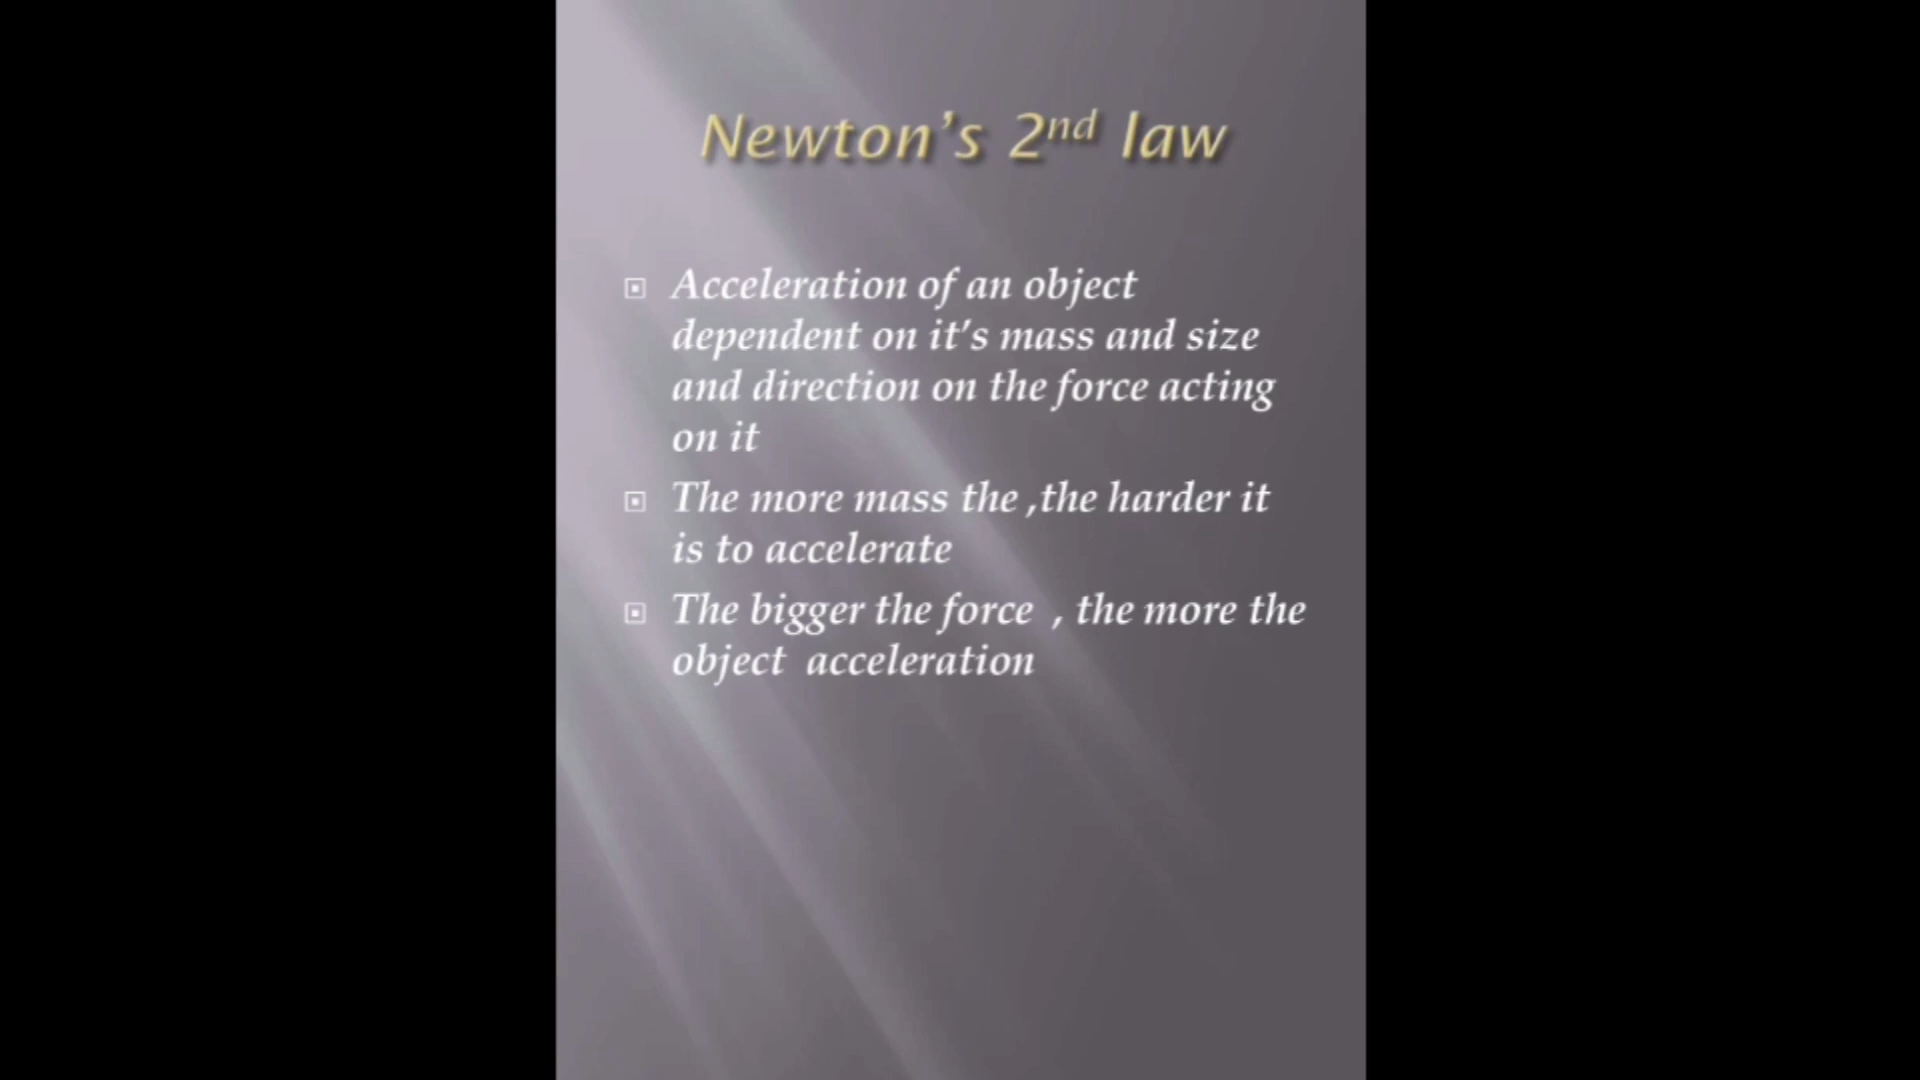 Newton’s 2nd law
Acceleration of an object
dependent on it’s mass and size
and direction on the force acting
on it
The more mass the ,the harder it
is to accelerate
The bigger the force , the more the
object acceleration